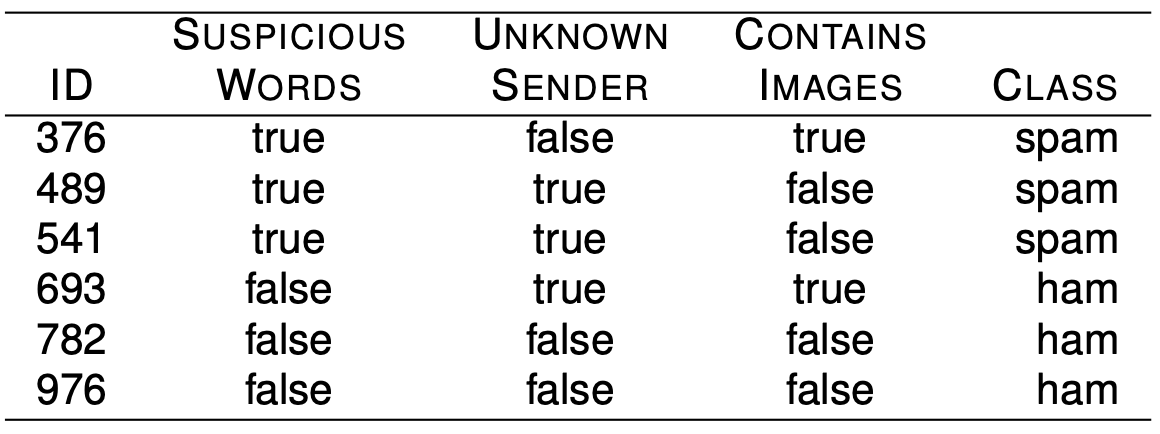 SUSPICIOUS UNKNOWN CONTAINS
ID WORDS SENDER IMAGES CLASS
376 true false true spam
489 true true false spam
541 true true false spam
693 false true true ham
782 false false false ham
976 false false false ham